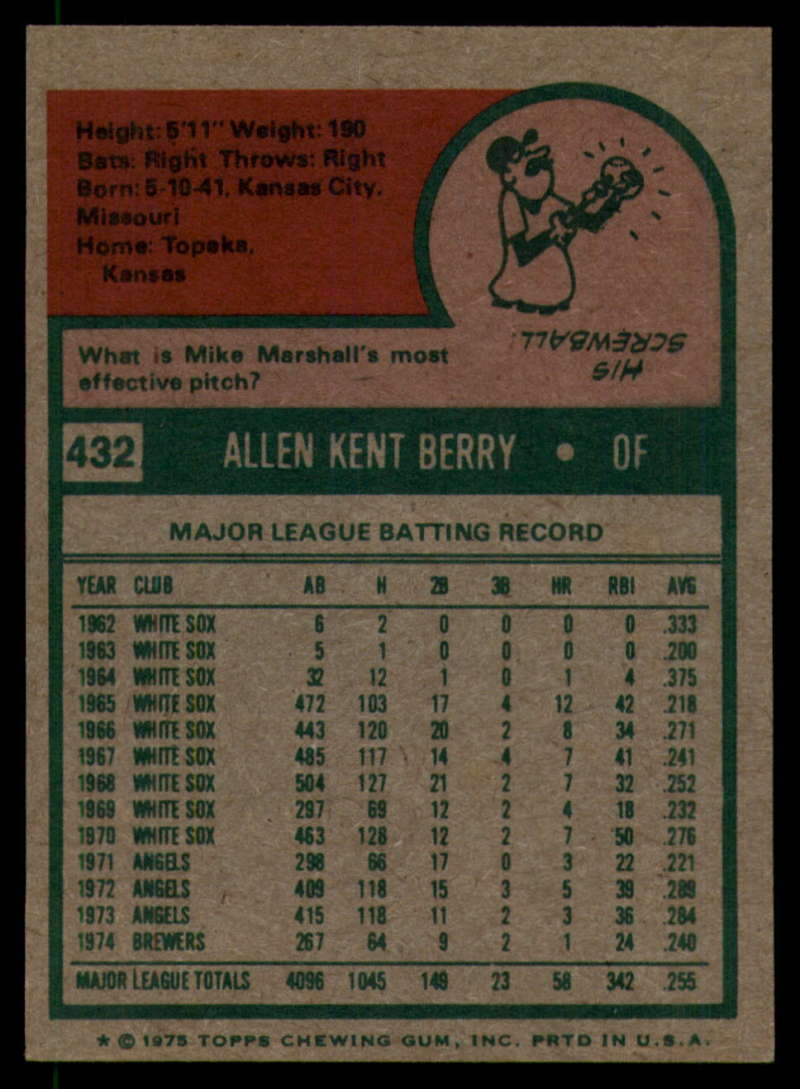 Height: 5'11" Weight: 190
Bats: Right Throws: Right
Born: 5-10-41, Kansas City,
Missouri
Home: Topeka,
Kansas
What is Mike Marshall's most
effective pitch?
HIS
SCREWBALL.
432 ALLEN KENT BERRY • OF
MAJOR LEAGUE BATTING RECORD
YEAR CLUB AB H 2B 3B HR RBI AVG
1962 WHITE SOX 6 2 0 0 0 0 .333
1963 WHITE SOX 5 1 0 0 0 0 .200
1964 WHITE SOX 32 12 1 0 1 4 .375
1965 WHITE SOX 472 103 17 4 12 42 .218
1966 WHITE SOX 443 120 20 2 8 34 .271
1967 WHITE SOX 485 117 14 4 7 41 .241
1968 WHITE SOX 504 127 21 2 7 32 .252
1969 WHITE SOX 297 69 12 2 4 18 .232
1970 WHITE SOX 463 128 12 2 7 50 .276
1971 ANGELS 298 66 17 0 3 22 .221
1972 ANGELS 409 118 15 3 5 39 .289
1973 ANGELS 415 118 11 2 3 36 .284
1974 BREWERS 267 64 9 2 1 24 .240
MAJOR LEAGUE TOTALS 4096 1045 149 23 58 342 .255
* © 1975 TOPPS CHEWING GUM, INC. PRTD IN U.S.A.